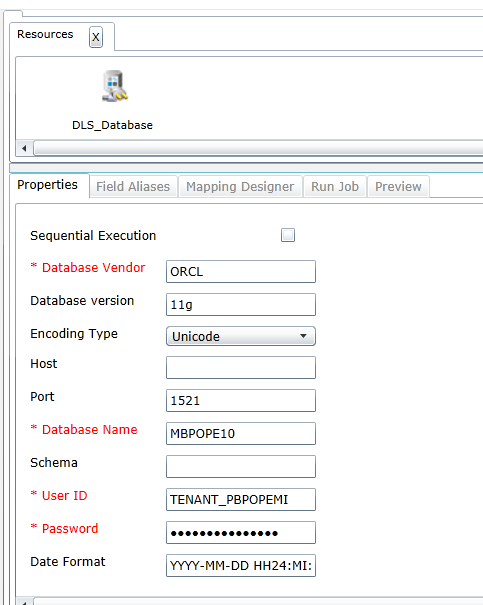 Resources X
DLS_Database
Properties Field Aliases Mapping Designer Run Job Preview
Sequential Execution
* Database Vendor ORCL
Database version 11g
Encoding Type Unicode
Host
Port 1521
* Database Name MBPOPE10
Schema
* User ID TENANT_PBPOPEMI
* Password ●●●●●●●●●●●●●●●
Date Format YYYY-MM-DD HH24:MI: